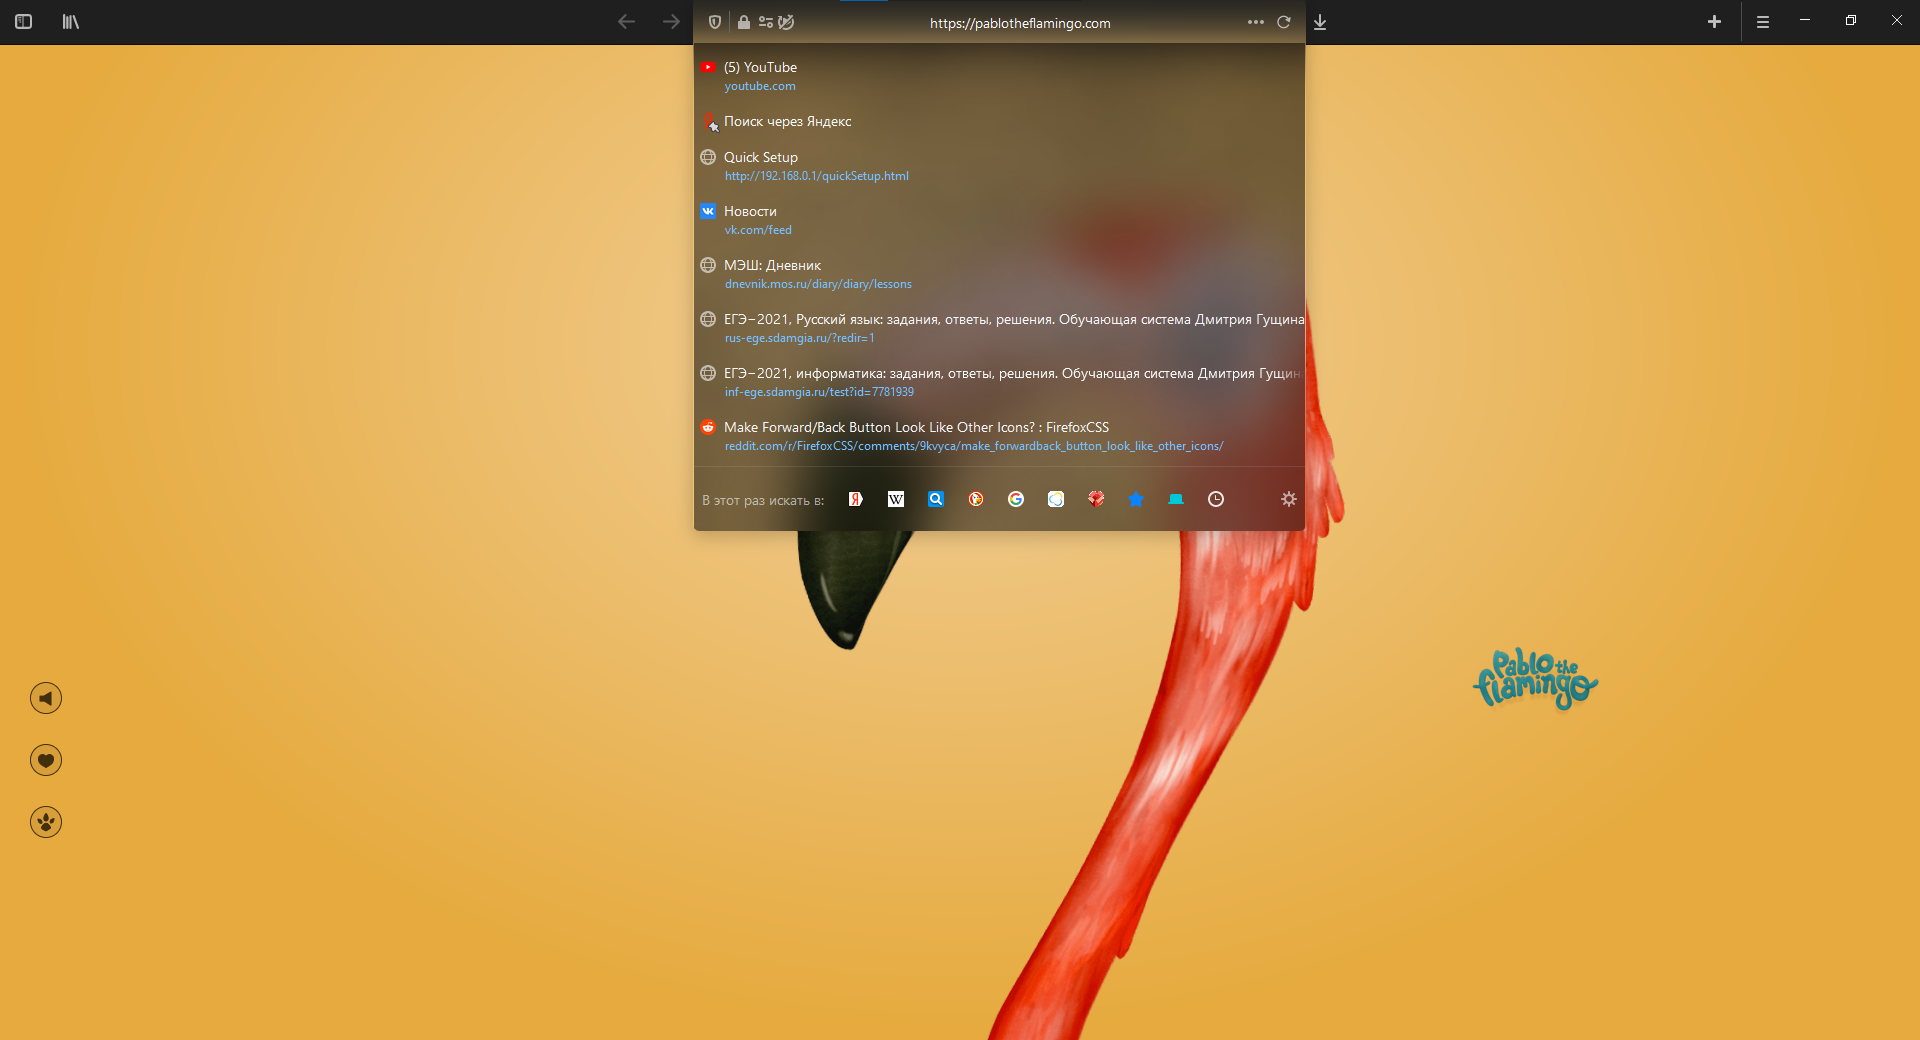 https://pablotheflamingo.com
(5) YouTube
youtube.com
Поиск через Яндекс
Quick Setup
http://192.168.0.1/quickSetup.html
Новости
vk.com/feed
МЭШ: Дневник
dnevnik.mos.ru/diary/diary/lessons
ЕГЭ–2021, Русский язык: задания, ответы, решения. Обучающая система Дмитрия Гущина
rus-ege.sdamgia.ru/?redir=1
ЕГЭ–2021, информатика: задания, ответы, решения. Обучающая система Дмитрия Гущин
inf-ege.sdamgia.ru/test?id=7781939
Make Forward/Back Button Look Like Other Icons? : FirefoxCSS
reddit.com/r/FirefoxCSS/comments/9kvyca/make_forwardback_button_look_like_other_icons/
В этот раз искать в:
Pablo the
flamingo